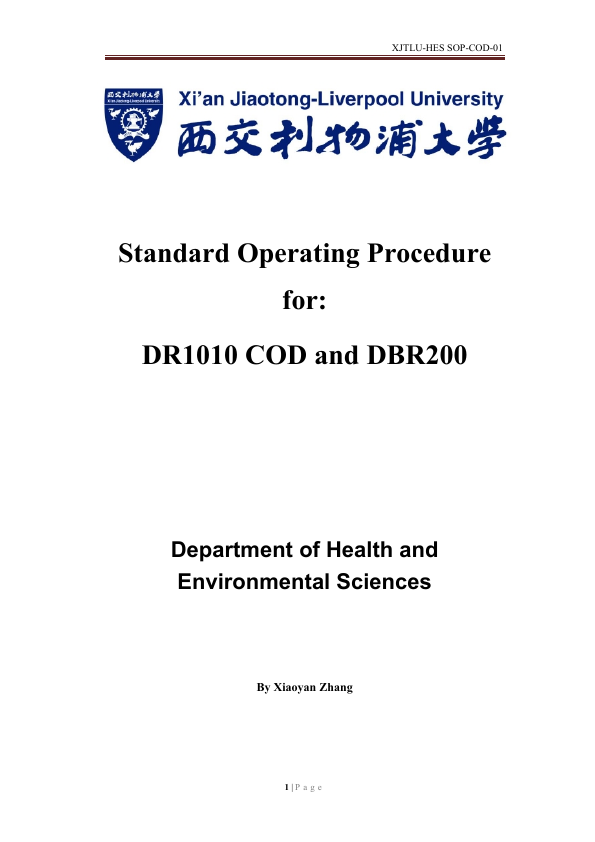 XJTLU-HES SOP-COD-01
西交利物浦大学
Xi'an Jiaotong-Liverpool University
Xi'an Jiaotong-Liverpool University
西交利物浦大学
Standard Operating Procedure
for:
DR1010 COD and DBR200
Department of Health and
Environmental Sciences
By Xiaoyan Zhang
1 | Page